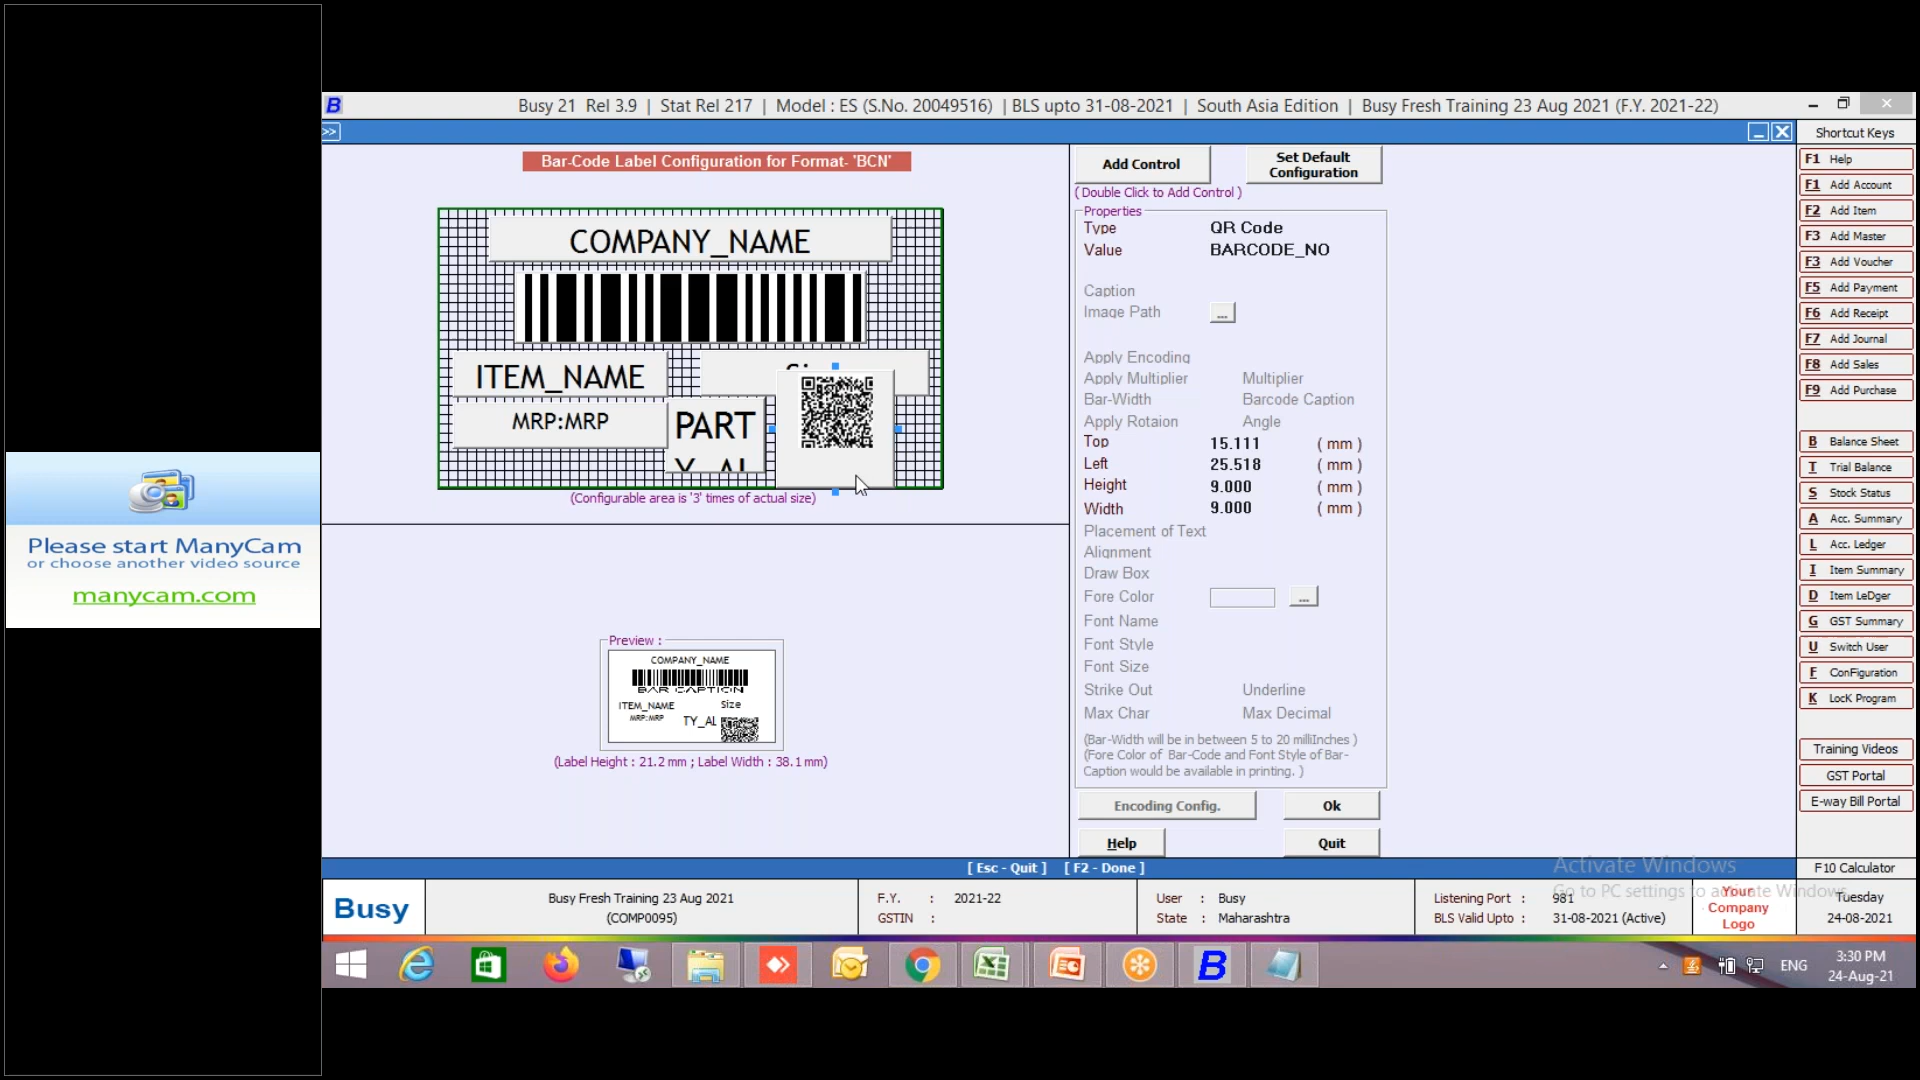 Please start ManyCam
or choose another video source
manycam.com
B Busy 21 Rel 3.9 | Stat Rel 217 | Model : ES (S.No. 20049516) | BLS upto 31-08-2021 | South Asia Edition | Busy Fresh Training 23 Aug 2021 (F.Y. 2021-22)
>>
Bar-Code Label Configuration for Format- 'BCN'
COMPANY_NAME
ITEM_NAME
MRP:MRP
PART
Y_AL
(Configurable area is '3' times of actual size)
Preview :
COMPANY_NAME
BAR CAPTION
ITEM_NAME Size
MRP:MRP TY_AL
(Label Height : 21.2 mm ; Label Width : 38.1 mm)
Add Control
Set Default
Configuration
( Double Click to Add Control )
Properties
Type QR Code
Value BARCODE_NO
Caption
Image Path ...
Apply Encoding
Apply Multiplier Multiplier
Bar-Width Barcode Caption
Apply Rotaion Angle
Top 15.111 ( mm )
Left 25.518 ( mm )
Height 9.000 ( mm )
Width 9.000 ( mm )
Placement of Text
Alignment
Draw Box
Fore Color ...
Font Name
Font Style
Font Size
Strike Out Underline
Max Char Max Decimal
(Bar-Width will be in between 5 to 20 milliInches )
(Fore Color of Bar-Code and Font Style of Bar-
Caption would be available in printing. )
Encoding Config. Ok
Help Quit
Shortcut Keys
F1 Help
F1 Add Account
F2 Add Item
F3 Add Master
F3 Add Voucher
F5 Add Payment
F6 Add Receipt
F7 Add Journal
F8 Add Sales
F9 Add Purchase
B Balance Sheet
T Trial Balance
S Stock Status
A Acc. Summary
L Acc. Ledger
I Item Summary
D Item LeDger
G GST Summary
U Switch User
F ConFiguration
K LocK Program
Training Videos
GST Portal
E-way Bill Portal
F10 Calculator
[ Esc - Quit ] [ F2 - Done ]
Activate Windows
Go to PC settings to activate Windows.
Busy
Busy Fresh Training 23 Aug 2021
(COMP0095)
F.Y. : 2021-22
GSTIN :
User : Busy
State : Maharashtra
Listening Port : 981
BLS Valid Upto : 31-08-2021 (Active)
Your
Company
Logo
Tuesday
24-08-2021
B
ENG
3:30 PM
24-Aug-21